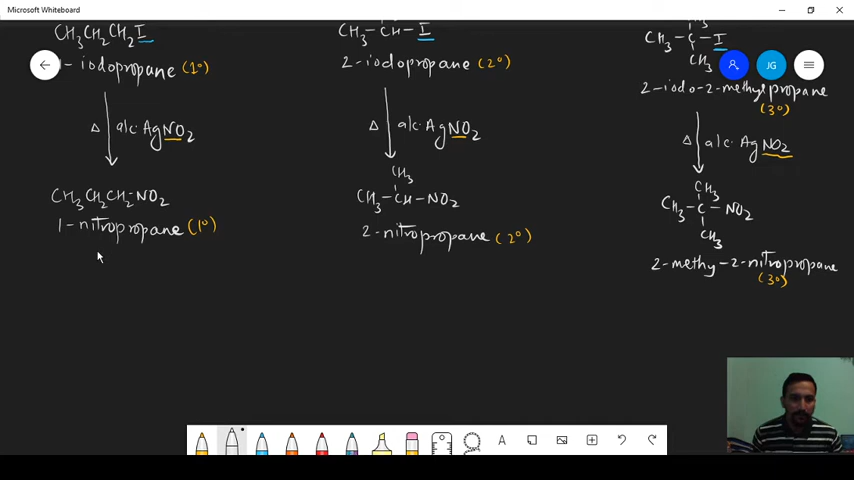 Microsoft Whiteboard
CH3CH2CH2I
1-iodopropane (1°)
Δ alc. AgNO2
CH3CH2CH2-NO2
1-nitropropane (1°)
CH3-CH-I
2-iodopropane (2°)
Δ alc. AgNO2
CH3
CH3-CH-NO2
2-nitropropane (2°)
CH3-C-I
CH3
2-iodo-2-methylpropane
(3°)
Δ alc. AgNO2
CH3
CH3-C-NO2
CH3
2-methy-2-nitropropane
(3°)
JG
A